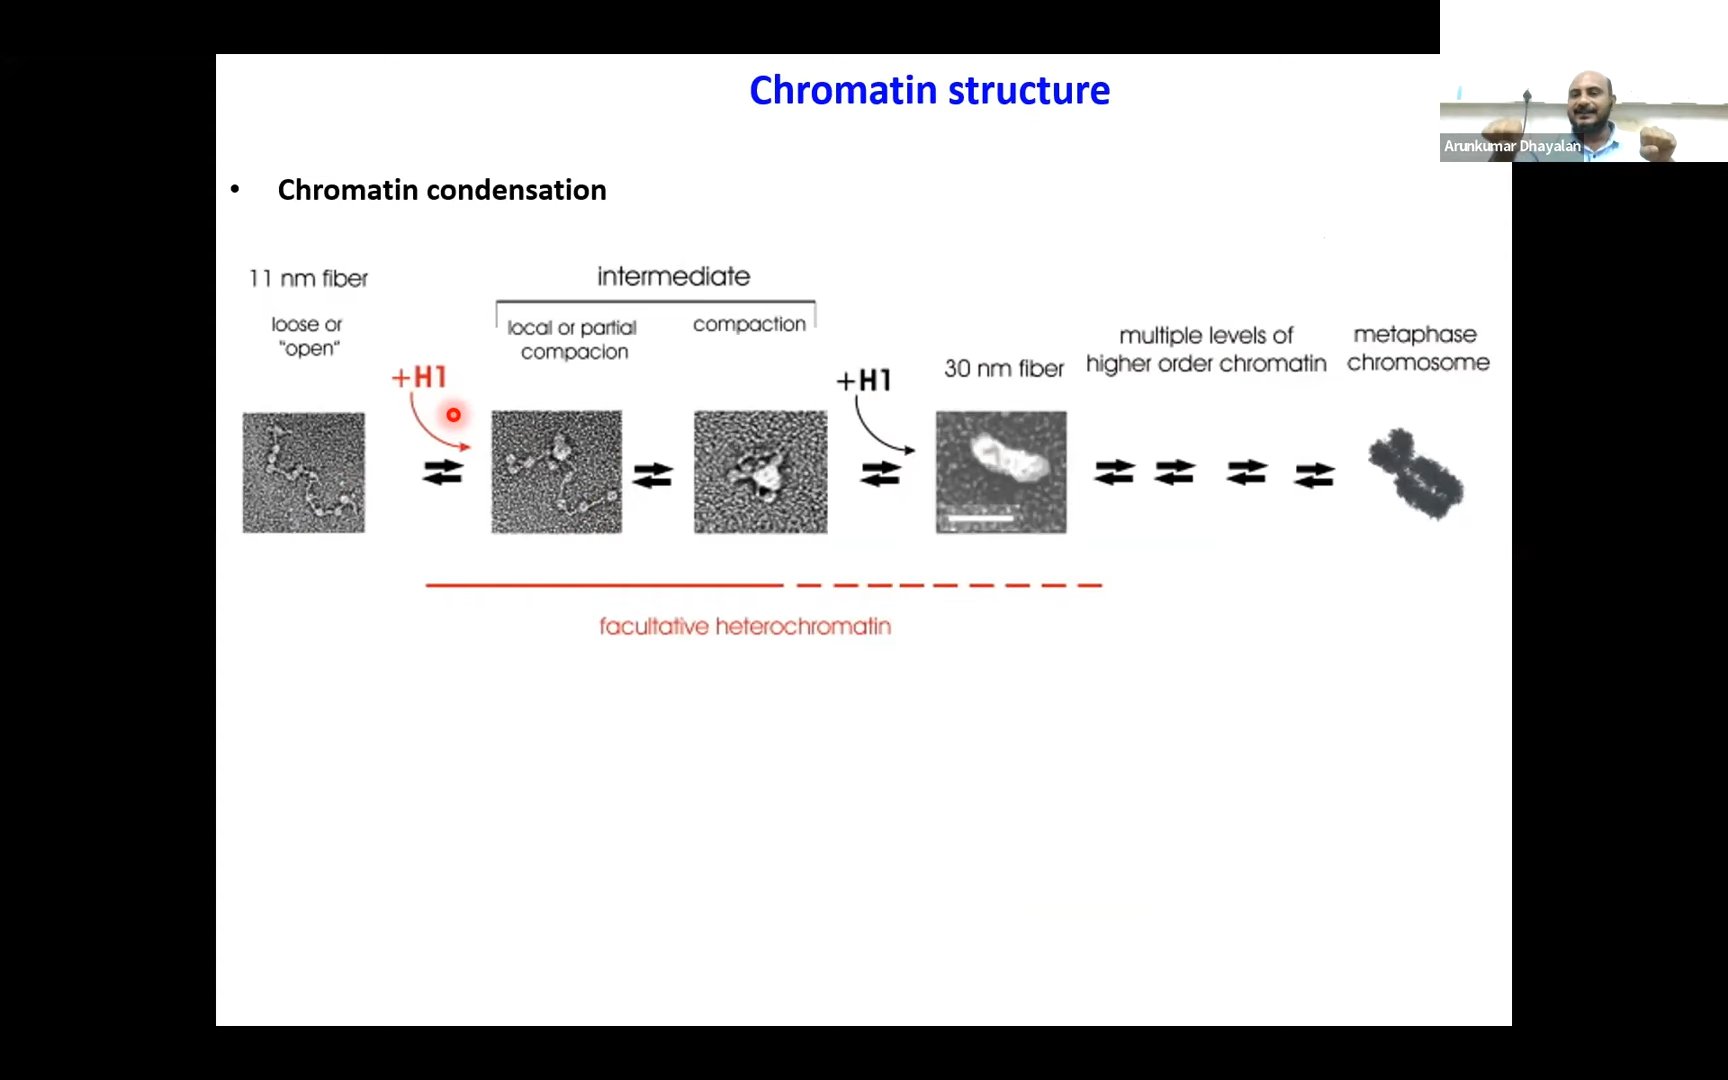 Chromatin structure
Arunkumar Dhayalan
• Chromatin condensation
11 nm fiber
loose or
"open"
+H1
intermediate
local or partial
compacion
compaction
+H1
30 nm fiber
multiple levels of
higher order chromatin
metaphase
chromosome
facultative heterochromatin